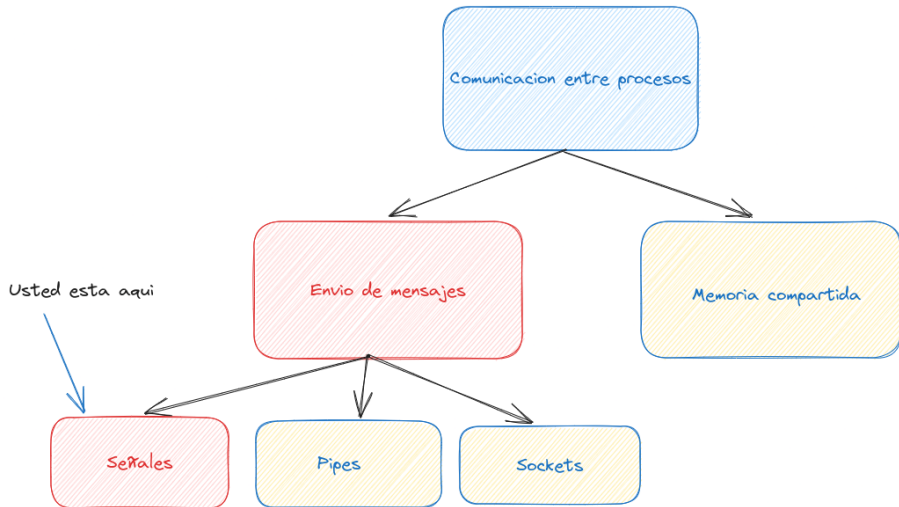 Comunicacion entre procesos
Envio de mensajes
Memoria compartida
Usted esta aqui
Señales
Pipes
Sockets